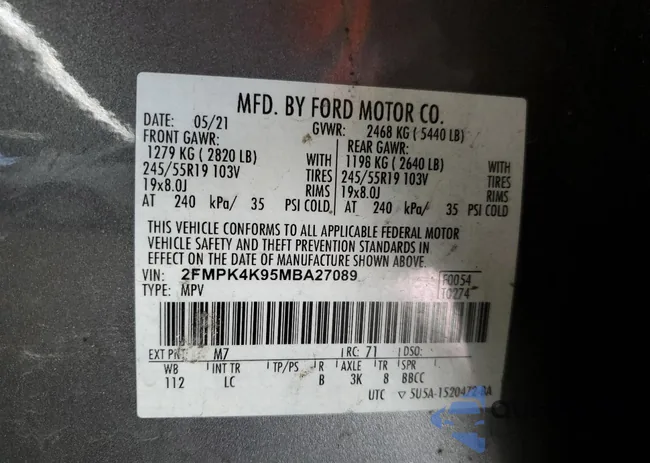 MFD. BY FORD MOTOR CO.
DATE: 05/21 GVWR: 2468 KG ( 5440 LB)
FRONT GAWR: REAR GAWR:
1279 KG ( 2820 LB) WITH 1198 KG ( 2640 LB) WITH
245/55R19 103V TIRES 245/55R19 103V TIRES
19x8.0J RIMS 19x8.0J RIMS
AT 240 kPa/ 35 PSI COLD AT 240 kPa/ 35 PSI COLD
THIS VEHICLE CONFORMS TO ALL APPLICABLE FEDERAL MOTOR
VEHICLE SAFETY AND THEFT PREVENTION STANDARDS IN
EFFECT ON THE DATE OF MANUFACTURE SHOWN ABOVE.
VIN: 2FMPK4K95MBA27089 F0054
TYPE: MPV T0274
EXT PNT: M7 RC: 71 DSO:
WB INT TR TP/PS R AXLE TR SPR
112 LC B 3K 8 BBCC
UTC ▽ 5U5A-1520472-